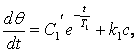 dθ/dt = C₁′ e^(−t/T₁) + k₁c,